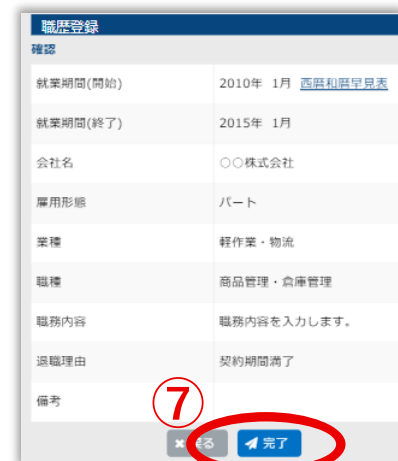 職歴登録
確認
就業期間(開始) 2010年 1月 西暦和暦早見表
就業期間(終了) 2015年 1月
会社名 ○○株式会社
雇用形態 パート
業種 軽作業・物流
職種 商品管理・倉庫管理
職務内容 職務内容を入力します。
退職理由 契約期間満了
備考
⑦
× 戻る 完了